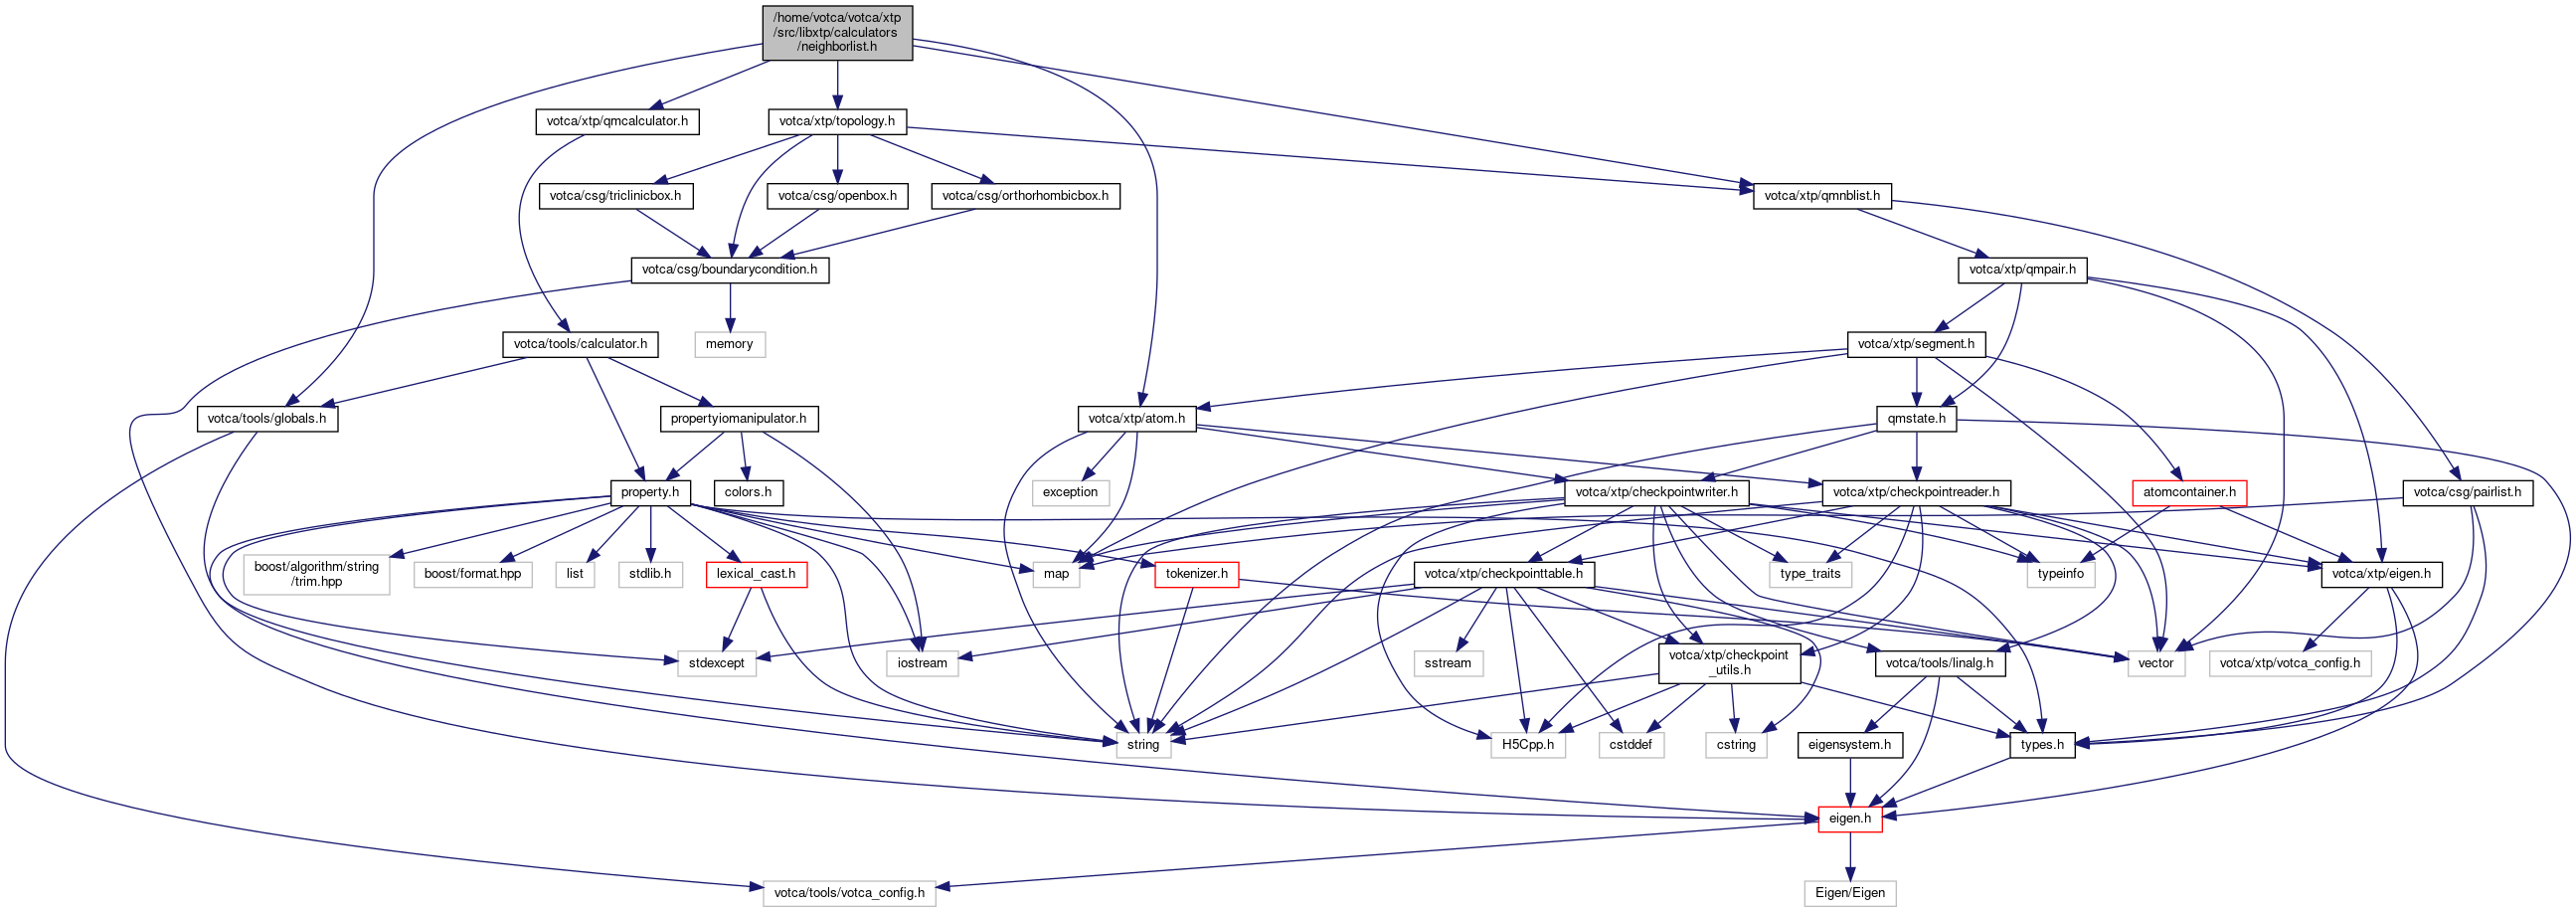 /home/votca/votca/xtp
/src/libxtp/calculators
/neighborlist.h
votca/xtp/qmcalculator.h
votca/xtp/topology.h
votca/csg/triclinicbox.h
votca/csg/openbox.h
votca/csg/orthorhombicbox.h
votca/xtp/qmnblist.h
votca/csg/boundarycondition.h
votca/xtp/qmpair.h
votca/tools/calculator.h
memory
votca/xtp/segment.h
votca/tools/globals.h
propertyiomanipulator.h
votca/xtp/atom.h
qmstate.h
property.h
colors.h
exception
votca/xtp/checkpointwriter.h
votca/xtp/checkpointreader.h
atomcontainer.h
votca/csg/pairlist.h
boost/algorithm/string
/trim.hpp
boost/format.hpp
list
stdlib.h
lexical_cast.h
map
tokenizer.h
votca/xtp/checkpointtable.h
type_traits
typeinfo
votca/xtp/eigen.h
stdexcept
iostream
sstream
votca/xtp/checkpoint
_utils.h
votca/tools/linalg.h
vector
votca/xtp/votca_config.h
string
H5Cpp.h
cstddef
cstring
eigensystem.h
types.h
eigen.h
votca/tools/votca_config.h
Eigen/Eigen